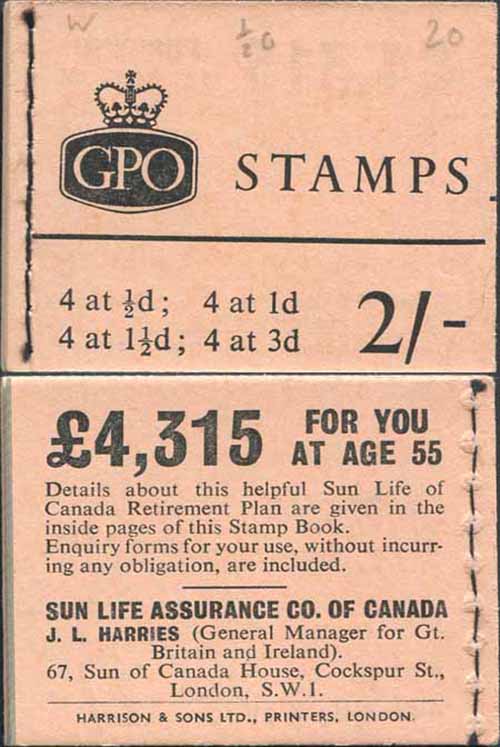 W ½0 20
GPO STAMPS
4 at ½d; 4 at 1d
4 at 1½d; 4 at 3d
2/-
£4,315 FOR YOU
AT AGE 55
Details about this helpful Sun Life of
Canada Retirement Plan are given in the
inside pages of this Stamp Book.
Enquiry forms for your use, without incurr-
ing any obligation, are included.
SUN LIFE ASSURANCE CO. OF CANADA
J. L. HARRIES (General Manager for Gt.
Britain and Ireland).
67, Sun of Canada House, Cockspur St.,
London, S.W.1.
HARRISON & SONS LTD., PRINTERS, LONDON.